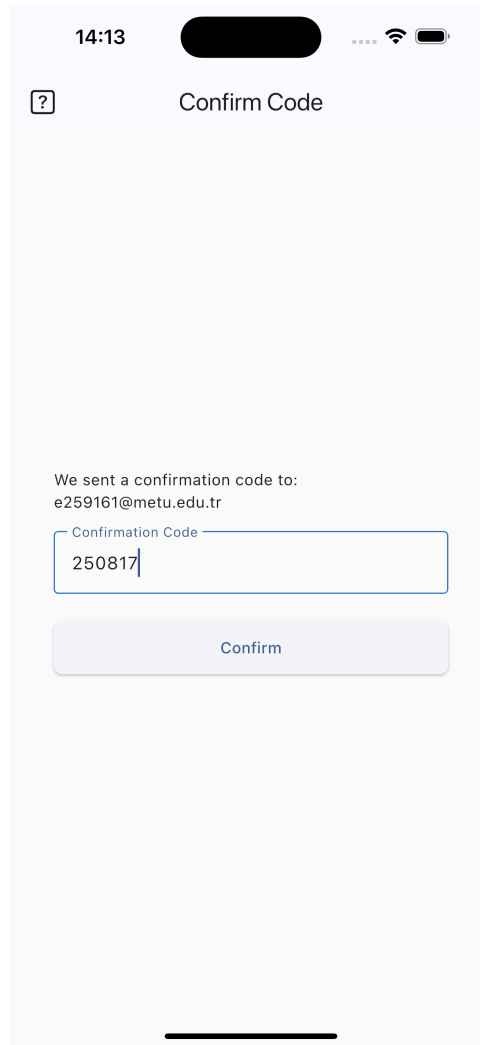 14:13
?
Confirm Code
We sent a confirmation code to:
e259161@metu.edu.tr
Confirmation Code
250817
Confirm